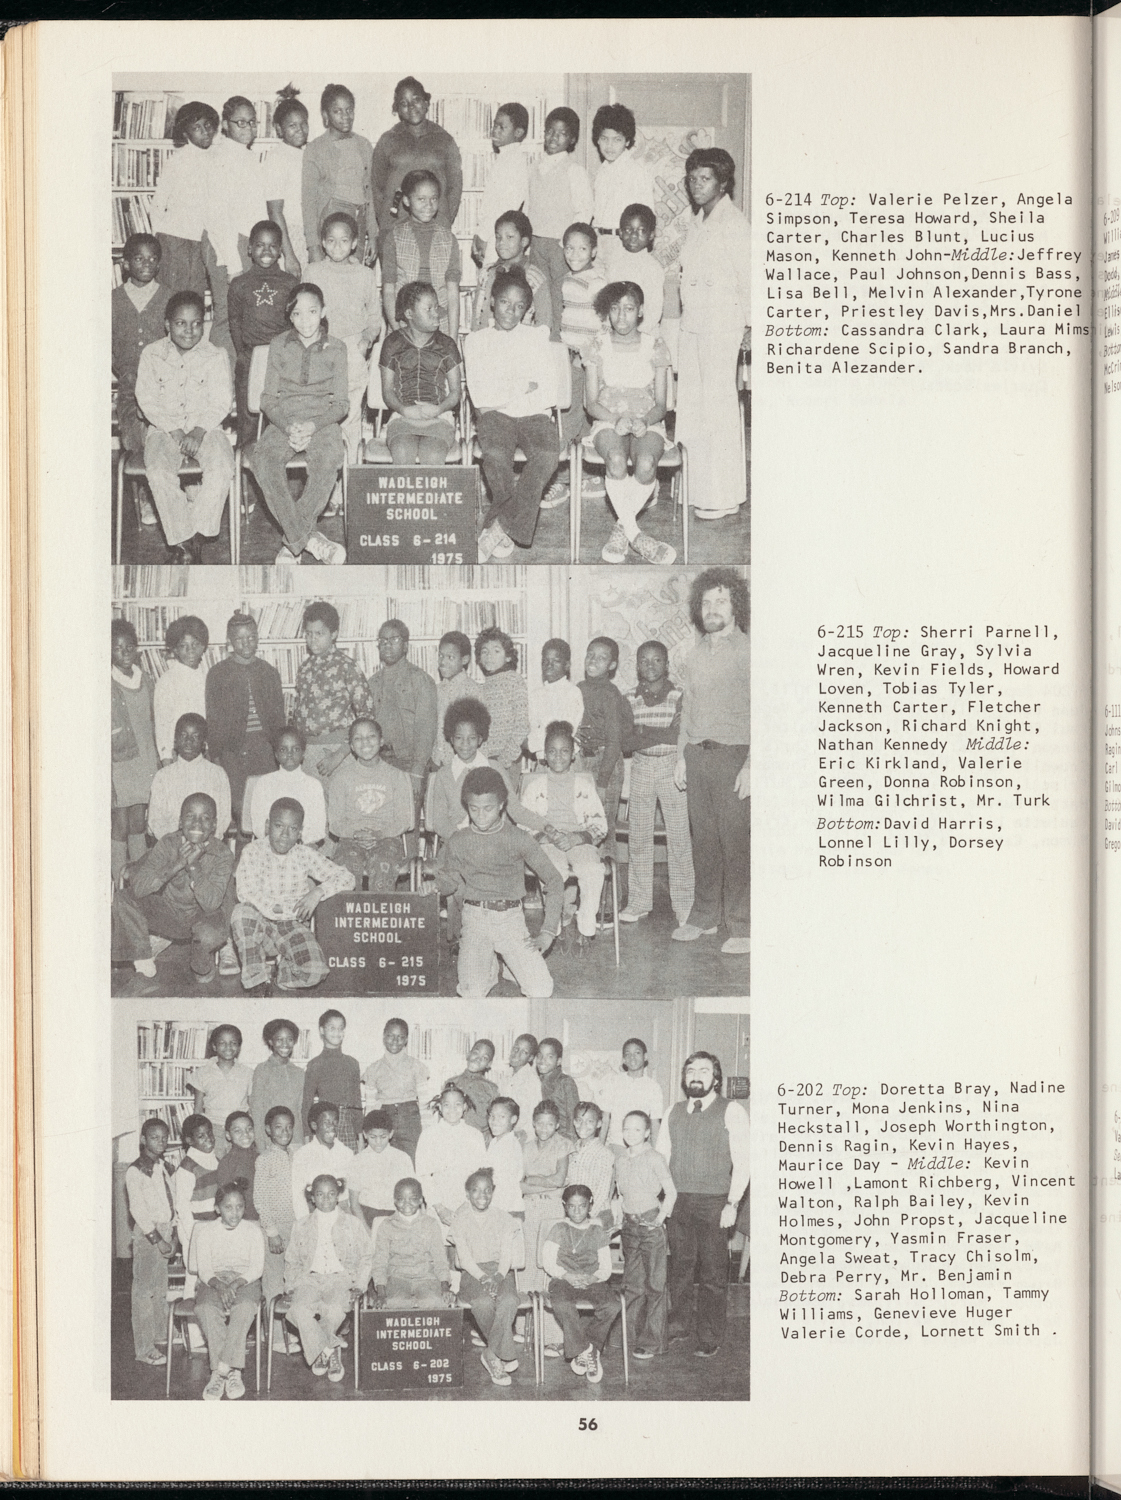 WADLEIGH
INTERMEDIATE
SCHOOL
CLASS 6-214
1975
6-214 Top: Valerie Pelzer, Angela
Simpson, Teresa Howard, Sheila
Carter, Charles Blunt, Lucius
Mason, Kenneth John-Middle:Jeffrey
Wallace, Paul Johnson,Dennis Bass,
Lisa Bell, Melvin Alexander,Tyrone
Carter, Priestley Davis,Mrs.Daniel
Bottom: Cassandra Clark, Laura Mims
Richardene Scipio, Sandra Branch,
Benita Alezander.
WADLEIGH
INTERMEDIATE
SCHOOL
CLASS 6-215
1975
6-215 Top: Sherri Parnell,
Jacqueline Gray, Sylvia
Wren, Kevin Fields, Howard
Loven, Tobias Tyler,
Kenneth Carter, Fletcher
Jackson, Richard Knight,
Nathan Kennedy Middle:
Eric Kirkland, Valerie
Green, Donna Robinson,
Wilma Gilchrist, Mr. Turk
Bottom:David Harris,
Lonnel Lilly, Dorsey
Robinson
WADLEIGH
INTERMEDIATE
SCHOOL
CLASS 6-202
1975
6-202 Top: Doretta Bray, Nadine
Turner, Mona Jenkins, Nina
Heckstall, Joseph Worthington,
Dennis Ragin, Kevin Hayes,
Maurice Day - Middle: Kevin
Howell ,Lamont Richberg, Vincent
Walton, Ralph Bailey, Kevin
Holmes, John Propst, Jacqueline
Montgomery, Yasmin Fraser,
Angela Sweat, Tracy Chisolm,
Debra Perry, Mr. Benjamin
Bottom: Sarah Holloman, Tammy
Williams, Genevieve Huger
Valerie Corde, Lornett Smith .
56